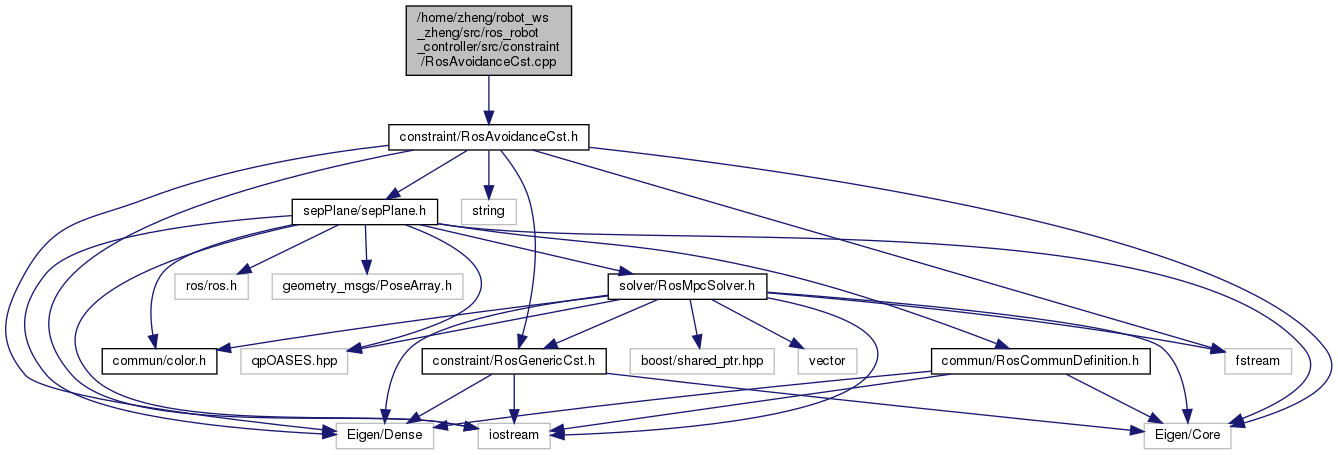 /home/zheng/robot_ws
_zheng/src/ros_robot
_controller/src/constraint
/RosAvoidanceCst.cpp
constraint/RosAvoidanceCst.h
sepPlane/sepPlane.h
string
ros/ros.h
geometry_msgs/PoseArray.h
solver/RosMpcSolver.h
commun/color.h
qpOASES.hpp
constraint/RosGenericCst.h
boost/shared_ptr.hpp
vector
commun/RosCommunDefinition.h
fstream
Eigen/Dense
iostream
Eigen/Core